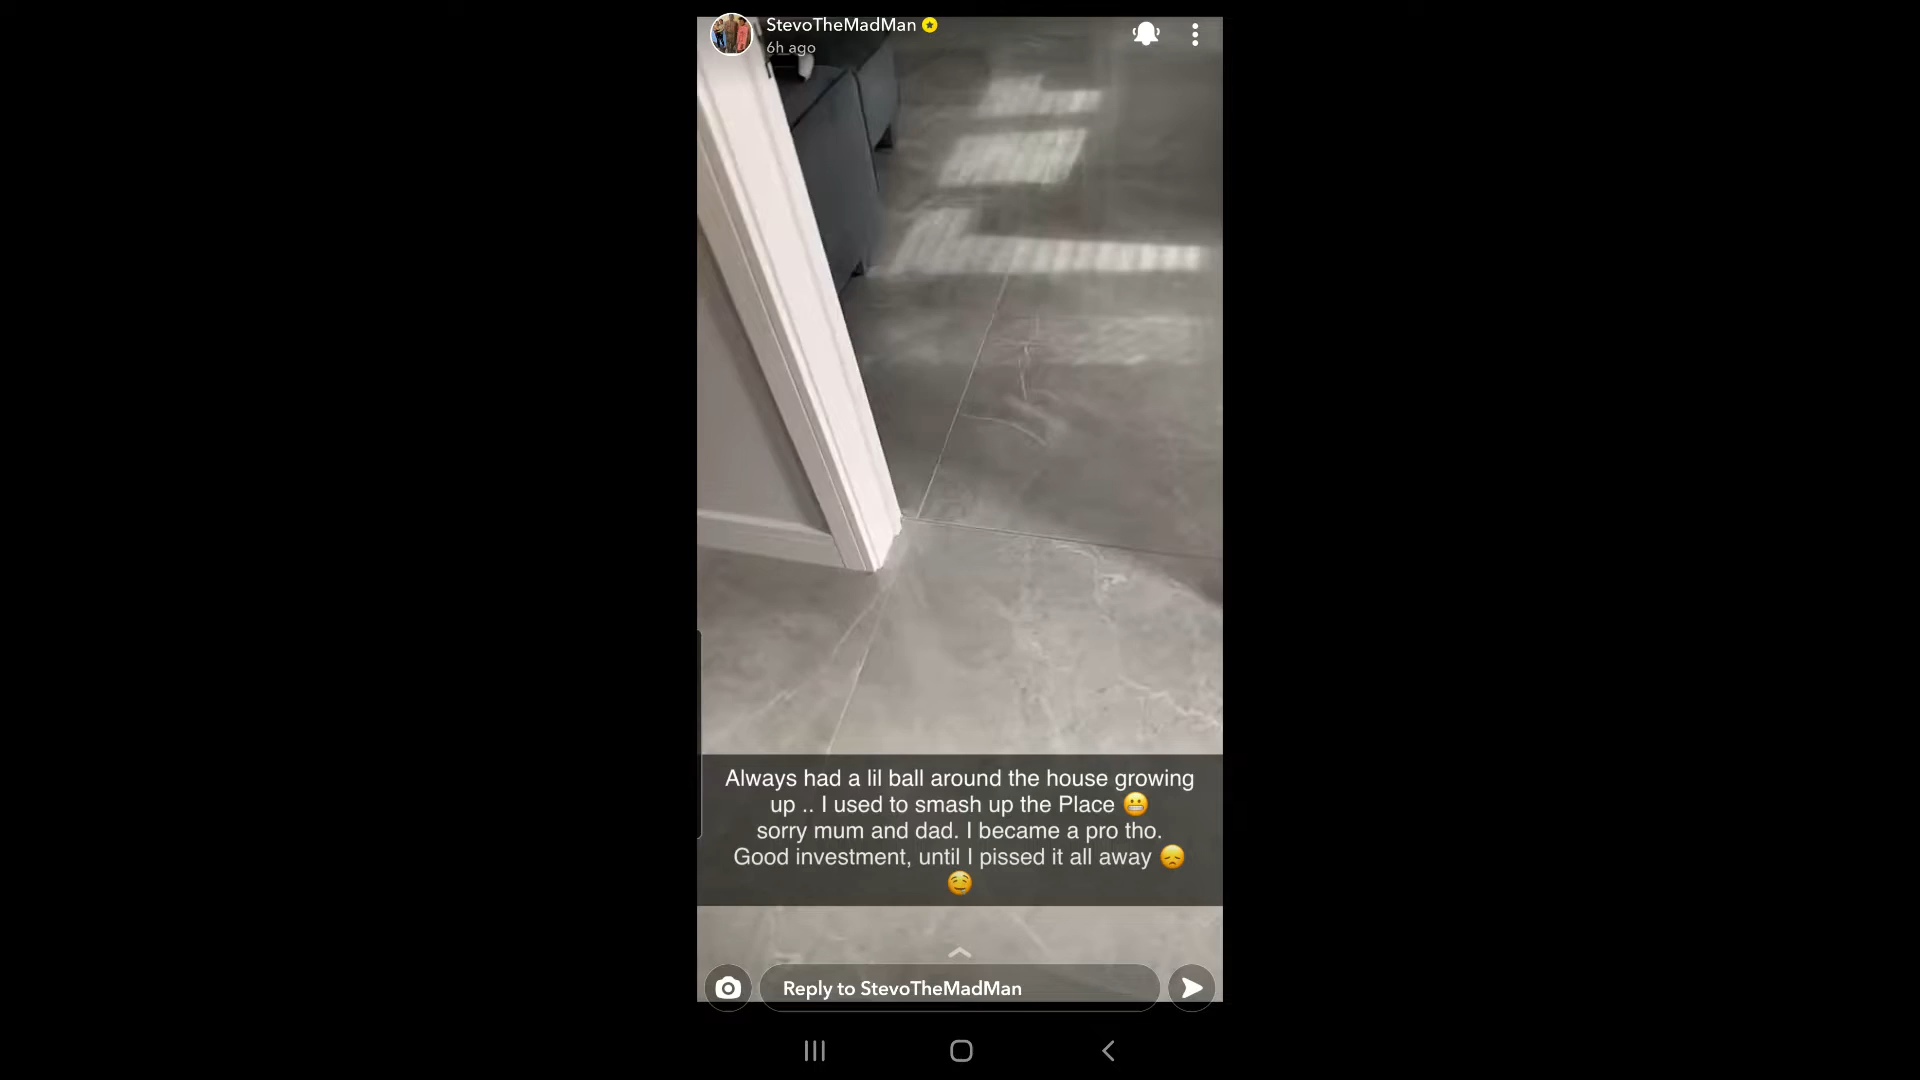 StevoTheMadMan
6h ago
Always had a lil ball around the house growing
up .. I used to smash up the Place 😬
sorry mum and dad. I became a pro tho.
Good investment, until I pissed it all away 😞
🤤
Reply to StevoTheMadMan